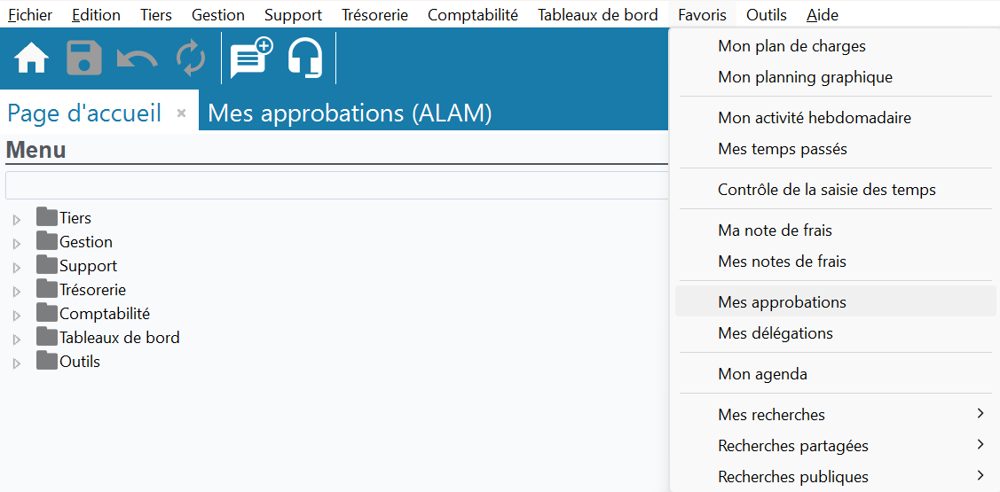 Fichier Edition Tiers Gestion Support Trésorerie Comptabilité Tableaux de bord Favoris Outils Aide
Page d'accueil × Mes approbations (ALAM)
Menu
Tiers
Gestion
Support
Trésorerie
Comptabilité
Tableaux de bord
Outils
Mon plan de charges
Mon planning graphique
Mon activité hebdomadaire
Mes temps passés
Contrôle de la saisie des temps
Ma note de frais
Mes notes de frais
Mes approbations
Mes délégations
Mon agenda
Mes recherches
Recherches partagées
Recherches publiques